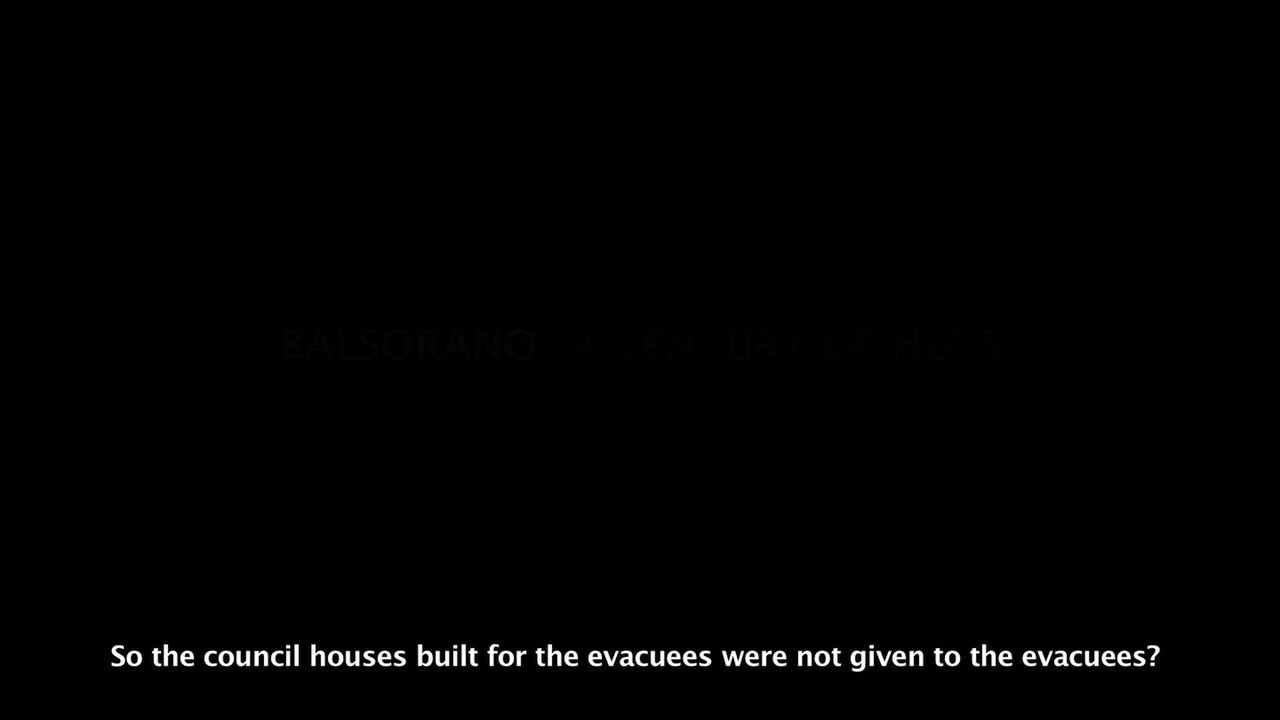 BALSORANO A CENTURY OF HUTS
So the council houses built for the evacuees were not given to the evacuees?